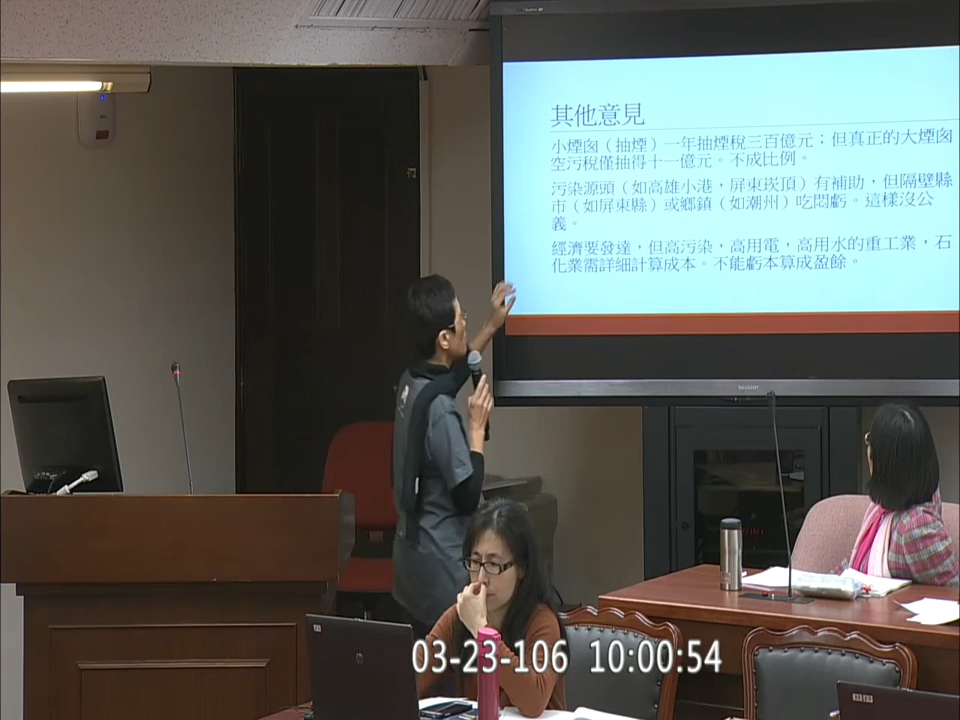 其他意見
小煙囪（抽煙）一年抽煙稅三百億元；但真正的大煙囪
空污稅僅抽得十一億元。不成比例。
污染源頭（如高雄小港，屏東崁頂）有補助，但隔壁縣
市（如屏東縣）或鄉鎮（如潮州）吃悶虧。這樣沒公
義。
經濟要發達，但高污染，高用電，高用水的重工業，石
化業需詳細計算成本。不能虧本算成盈餘。
SHARP
03-23-106 10:00:54